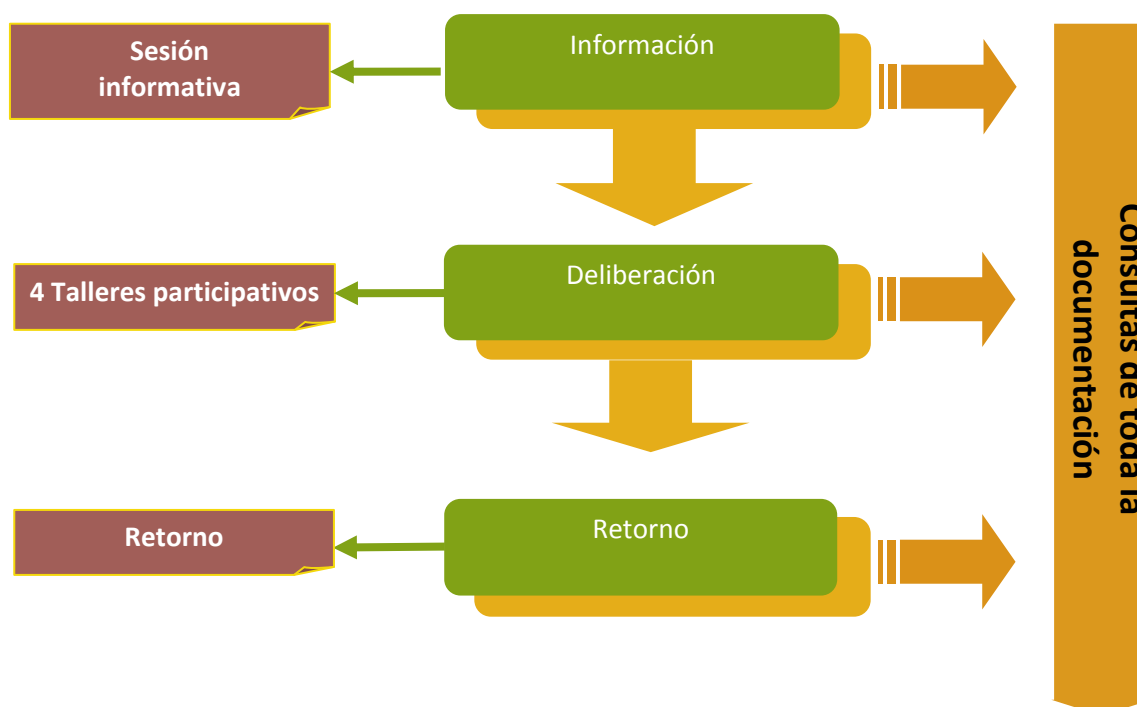 Sesión
informativa
Información
4 Talleres participativos
Deliberación
Retorno
Retorno
Consultas de toda la
documentación